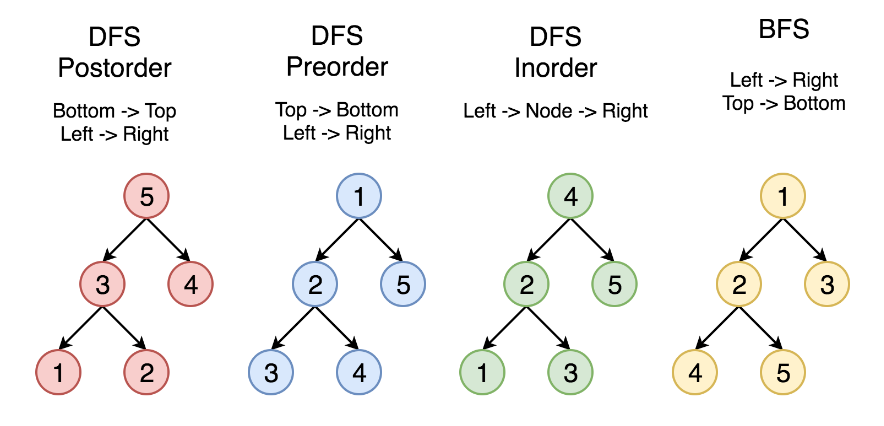 DFS
Postorder
Bottom -> Top
Left -> Right
5
3
4
1
2
DFS
Preorder
Top -> Bottom
Left -> Right
1
2
5
3
4
DFS
Inorder
Left -> Node -> Right
4
2
5
1
3
BFS
Left -> Right
Top -> Bottom
1
2
3
4
5